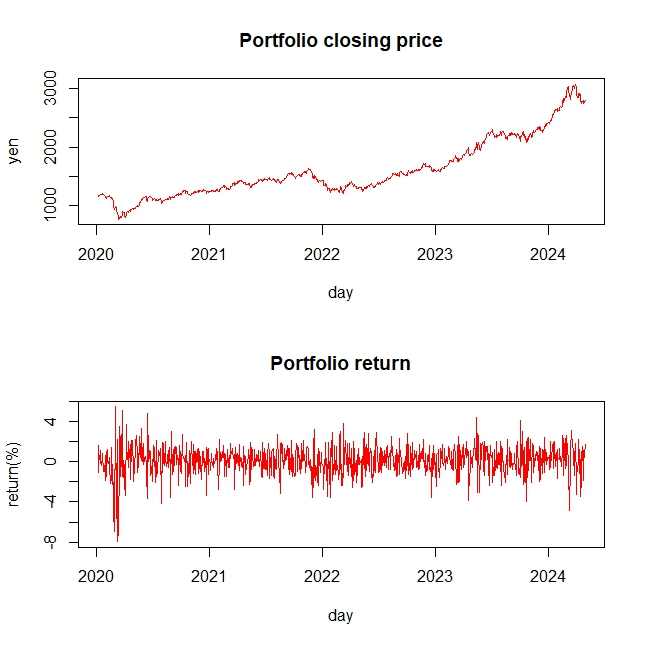 Portfolio closing price
yen
3000
2000
1000
2020 2021 2022 2023 2024
day
Portfolio return
return(%)
4
0
-4
-8
2020 2021 2022 2023 2024
day